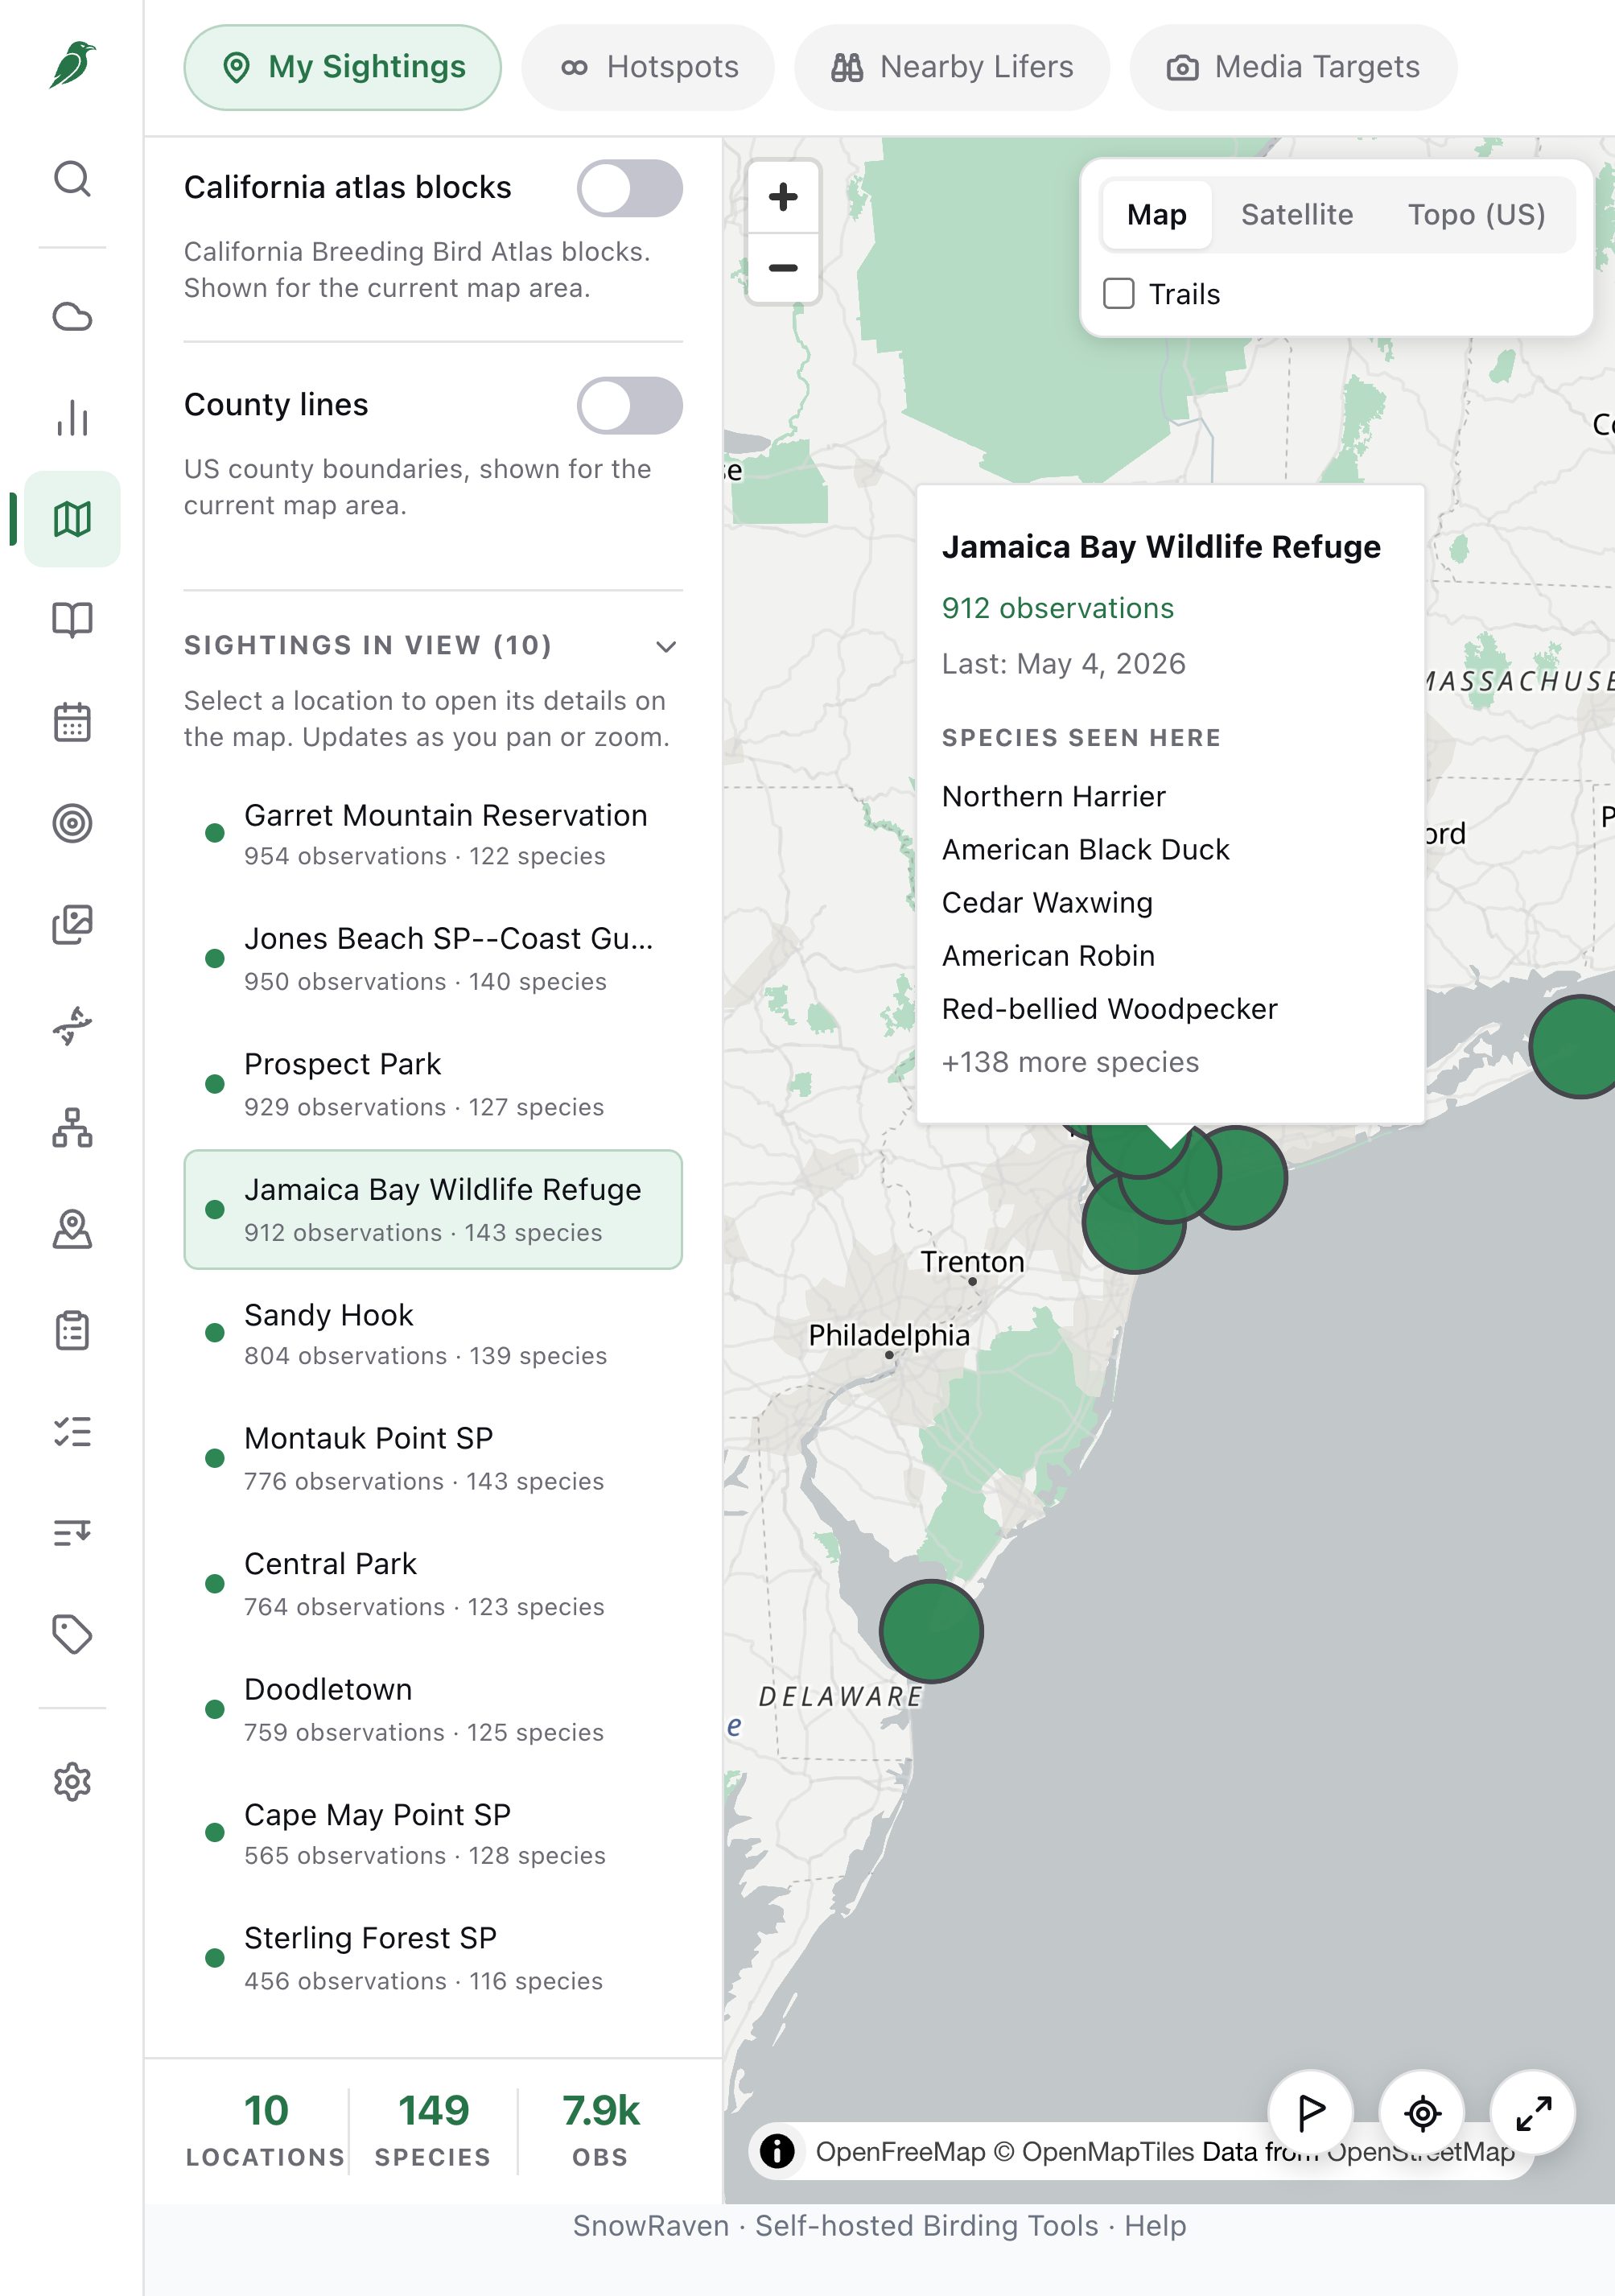 My Sightings
Hotspots
Nearby Lifers
Media Targets
California atlas blocks
California Breeding Bird Atlas blocks.
Shown for the current map area.
County lines
US county boundaries, shown for the
current map area.
SIGHTINGS IN VIEW (10)
Select a location to open its details on
the map. Updates as you pan or zoom.
Garret Mountain Reservation
954 observations · 122 species
Jones Beach SP--Coast Gu...
950 observations · 140 species
Prospect Park
929 observations · 127 species
Jamaica Bay Wildlife Refuge
912 observations · 143 species
Sandy Hook
804 observations · 139 species
Montauk Point SP
776 observations · 143 species
Central Park
764 observations · 123 species
Doodletown
759 observations · 125 species
Cape May Point SP
565 observations · 128 species
Sterling Forest SP
456 observations · 116 species
10
LOCATIONS
149
SPECIES
7.9k
OBS
Map
Satellite
Topo (US)
Trails
Jamaica Bay Wildlife Refuge
912 observations
Last: May 4, 2026
SPECIES SEEN HERE
Northern Harrier
American Black Duck
Cedar Waxwing
American Robin
Red-bellied Woodpecker
+138 more species
Trenton
Philadelphia
DELAWARE
OpenFreeMap © OpenMapTiles Data from OpenStreetMap
SnowRaven · Self-hosted Birding Tools · Help